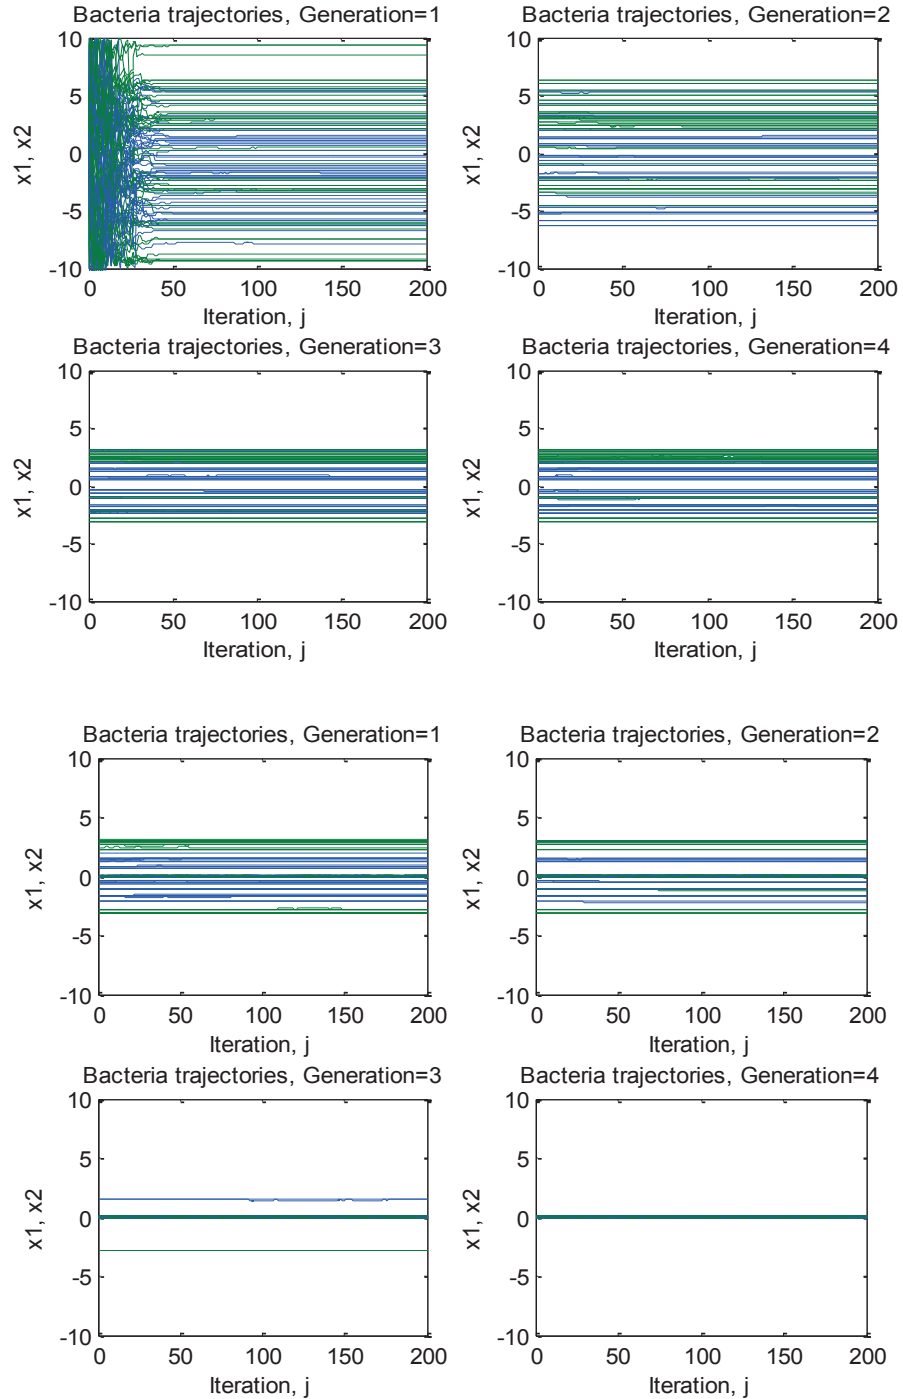 Bacteria trajectories, Generation=1
10
5
0
-5
-10
x1, x2
0 50 100 150 200
Iteration, j
Bacteria trajectories, Generation=2
10
5
0
-5
-10
x1, x2
0 50 100 150 200
Iteration, j
Bacteria trajectories, Generation=3
10
5
0
-5
-10
x1, x2
0 50 100 150 200
Iteration, j
Bacteria trajectories, Generation=4
10
5
0
-5
-10
x1, x2
0 50 100 150 200
Iteration, j
Bacteria trajectories, Generation=1
10
5
0
-5
-10
x1, x2
0 50 100 150 200
Iteration, j
Bacteria trajectories, Generation=2
10
5
0
-5
-10
x1, x2
0 50 100 150 200
Iteration, j
Bacteria trajectories, Generation=3
10
5
0
-5
-10
x1, x2
0 50 100 150 200
Iteration, j
Bacteria trajectories, Generation=4
10
5
0
-5
-10
x1, x2
0 50 100 150 200
Iteration, j